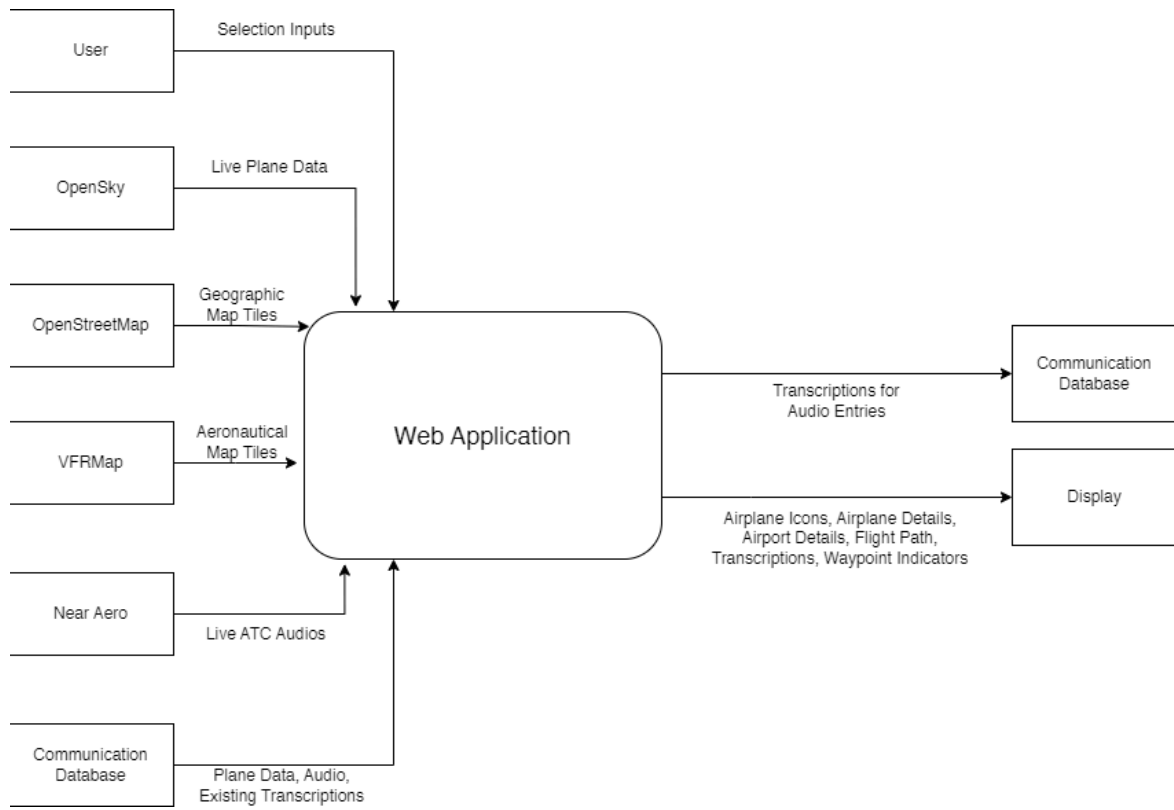 User
Selection Inputs
OpenSky
Live Plane Data
OpenStreetMap
Geographic
Map Tiles
VFRMap
Aeronautical
Map Tiles
Near Aero
Live ATC Audios
Communication
Database
Plane Data, Audio,
Existing Transcriptions
Web Application
Transcriptions for
Audio Entries
Communication
Database
Airplane Icons, Airplane Details,
Airport Details, Flight Path,
Transcriptions, Waypoint Indicators
Display